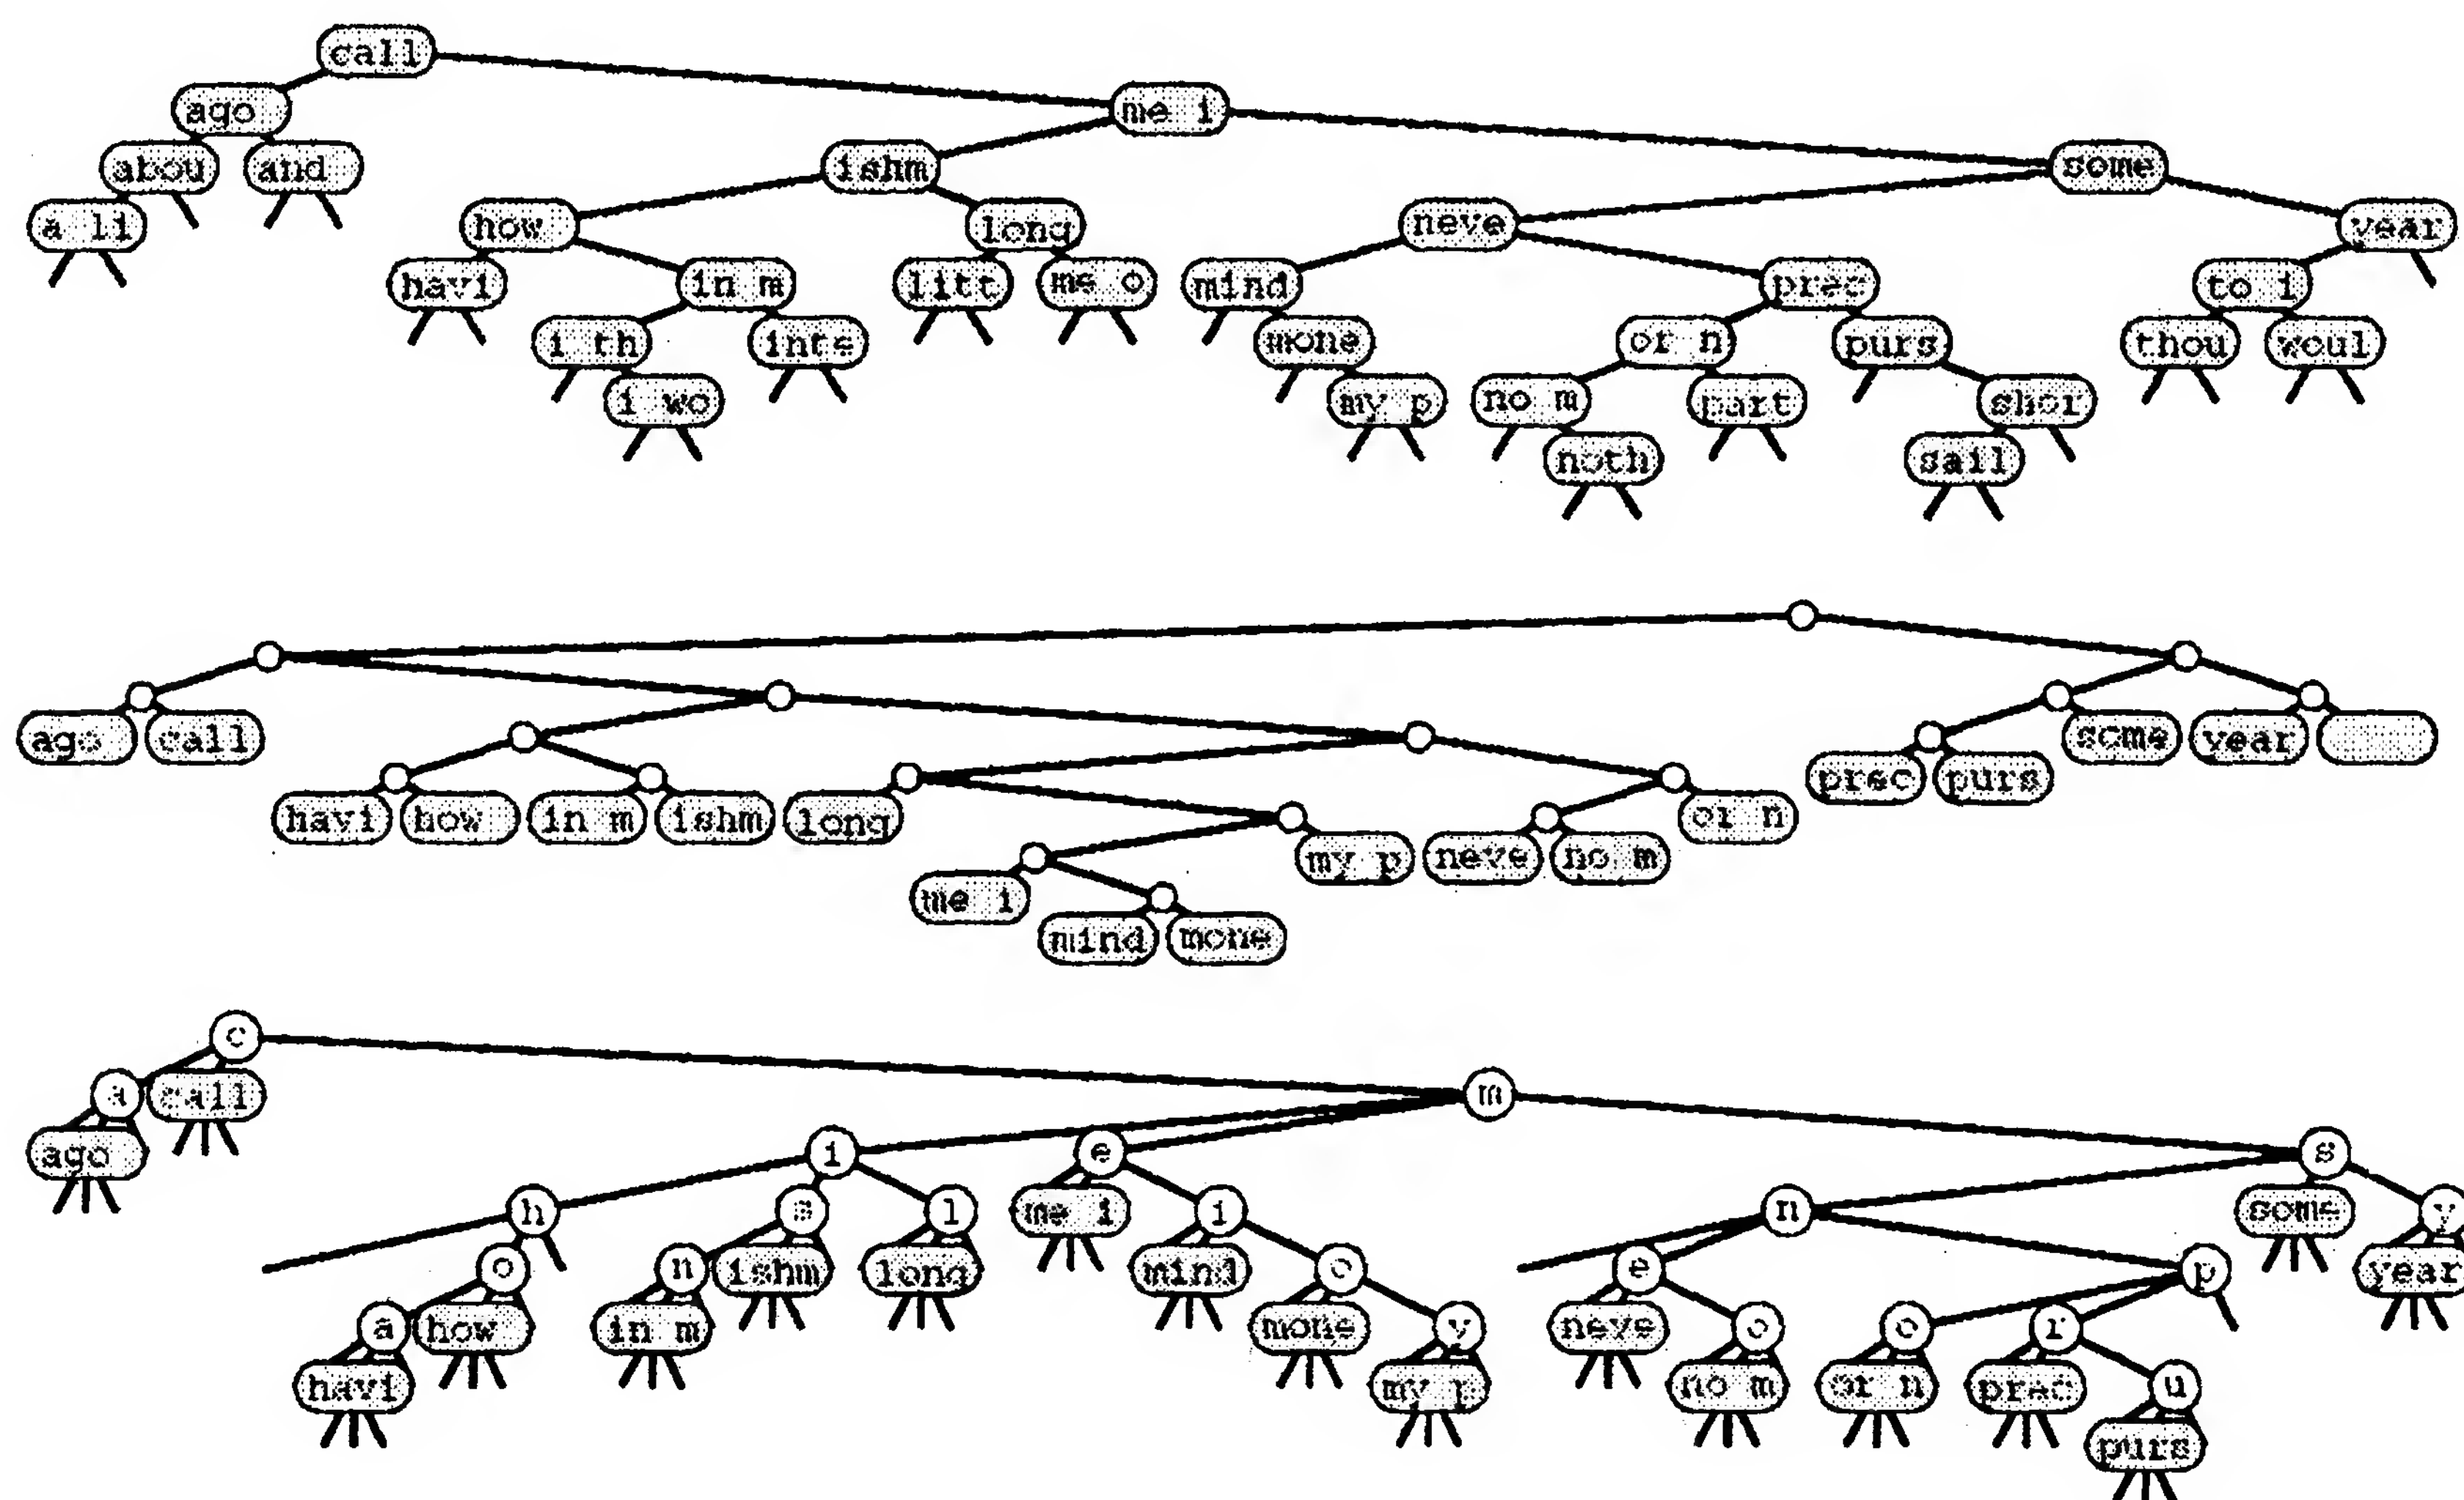 call
ago me i
abou and ishm some
a li how long neve year
havi in m litt me o mind prec to i
i th inte mone or n purs thou woul
i wo my p no m part shor
noth sail
ago call some year
havi how in m ishm long or n prec purs
me i my p neve no m
mind mone
c
a call m
ago i e s
h s l me i i n some y
o n ishm long mind o e p year
a how in m mone y neve o o r
havi my p no m or n prec u
purs